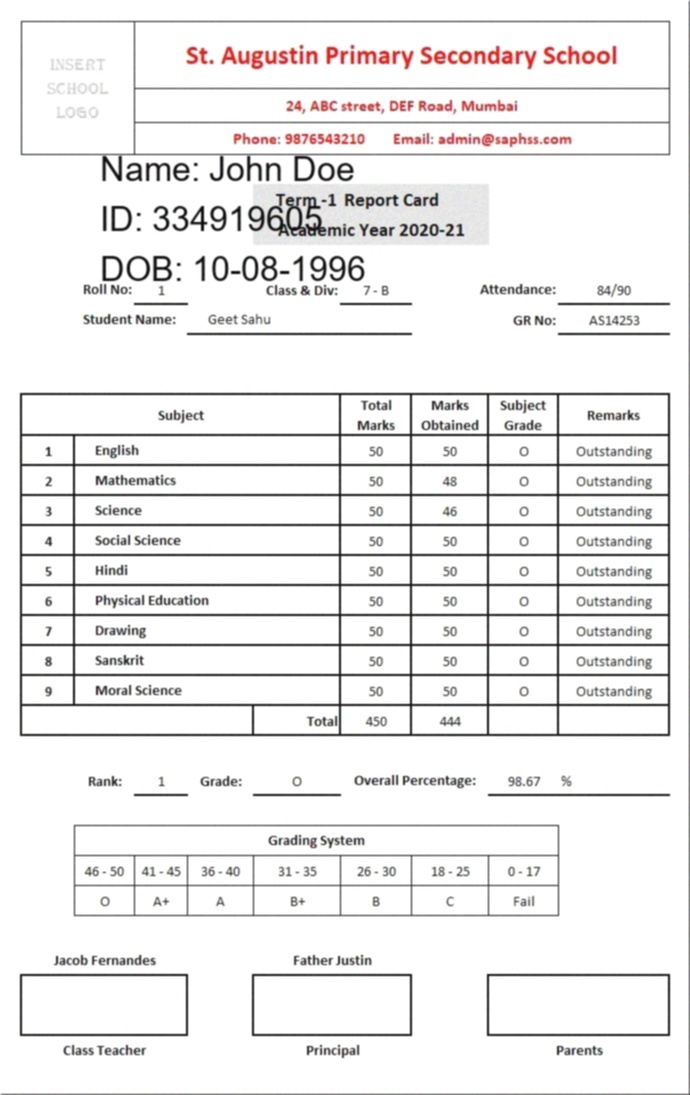 INSERT
SCHOOL
LOGO
St. Augustin Primary Secondary School
24, ABC street, DEF Road, Mumbai
Phone: 9876543210 Email: admin@saphss.com
Name: John Doe
Term -1 Report Card
ID: 334919605
Academic Year 2020-21
DOB: 10-08-1996
Roll No: 1 Class & Div: 7 - B Attendance: 84/90
Student Name: Geet Sahu GR No: AS14253
Subject Total Marks Marks Obtained Subject Grade Remarks
1 English 50 50 O Outstanding
2 Mathematics 50 48 O Outstanding
3 Science 50 46 O Outstanding
4 Social Science 50 50 O Outstanding
5 Hindi 50 50 O Outstanding
6 Physical Education 50 50 O Outstanding
7 Drawing 50 50 O Outstanding
8 Sanskrit 50 50 O Outstanding
9 Moral Science 50 50 O Outstanding
Total 450 444
Rank: 1 Grade: O Overall Percentage: 98.67 %
Grading System
46 - 50 41 - 45 36 - 40 31 - 35 26 - 30 18 - 25 0 - 17
O A+ A B+ B C Fail
Jacob Fernandes Father Justin
Class Teacher Principal Parents